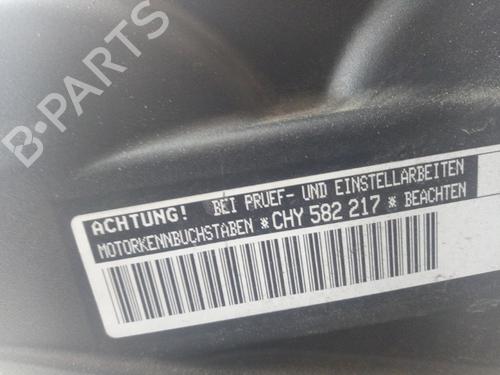 B-PARTS
ACHTUNG! BEI PRUEF- UND EINSTELLARBEITEN
MOTORKENNBUCHSTABEN *CHY 582 217* BEACHTEN